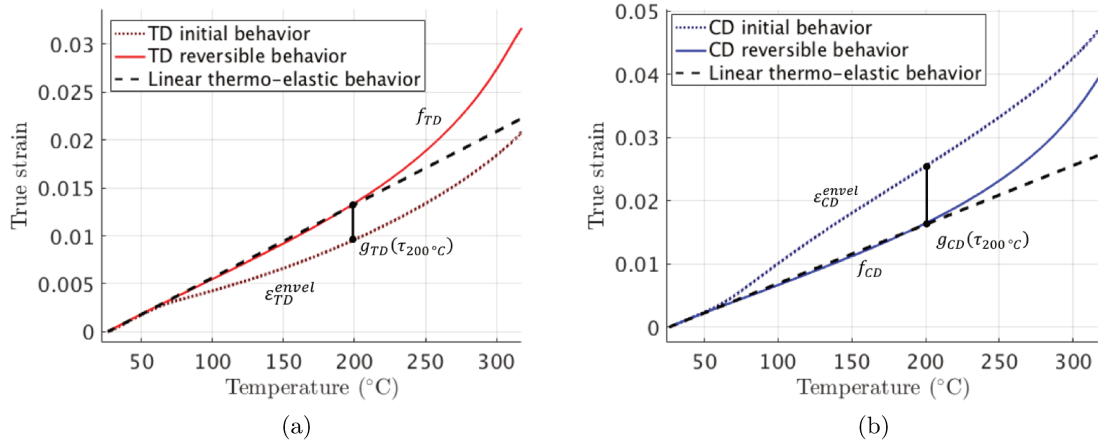 TD initial behavior
TD reversible behavior
Linear thermo-elastic behavior
0.03
0.025
0.02
0.015
0.01
0.005
0
True strain
f_TD
g_TD(τ_200 °C)
ε_TD^envel
50
100
150
200
250
300
Temperature (°C)
(a)
CD initial behavior
CD reversible behavior
Linear thermo-elastic behavior
0.05
0.04
0.03
0.02
0.01
0
True strain
ε_CD^envel
g_CD(τ_200 °C)
f_CD
50
100
150
200
250
300
Temperature (°C)
(b)